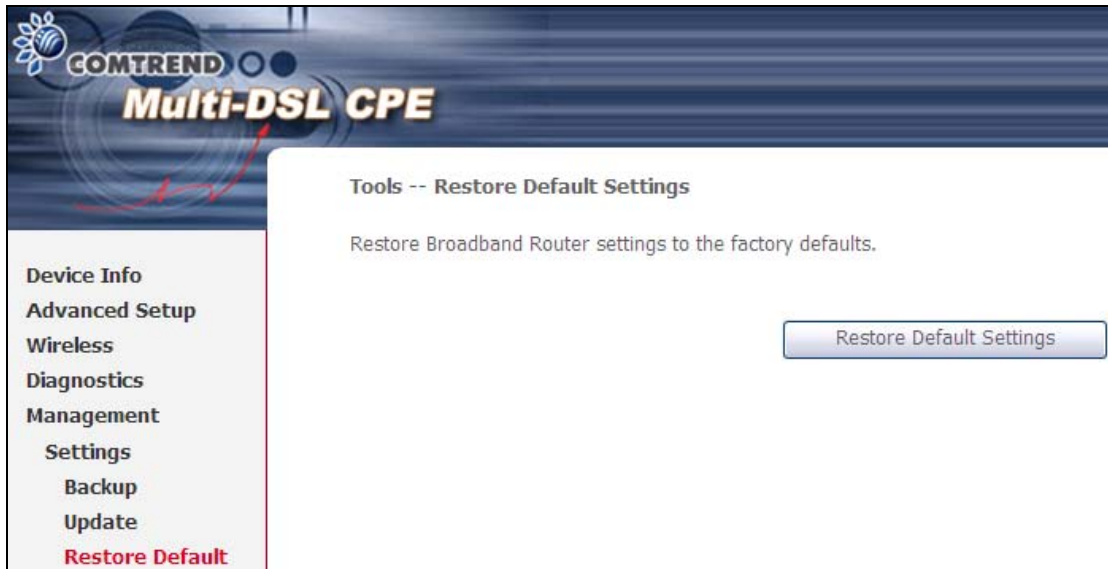 COMTREND
Multi-DSL CPE
Tools -- Restore Default Settings
Restore Broadband Router settings to the factory defaults.
Restore Default Settings
Device Info
Advanced Setup
Wireless
Diagnostics
Management
Settings
Backup
Update
Restore Default